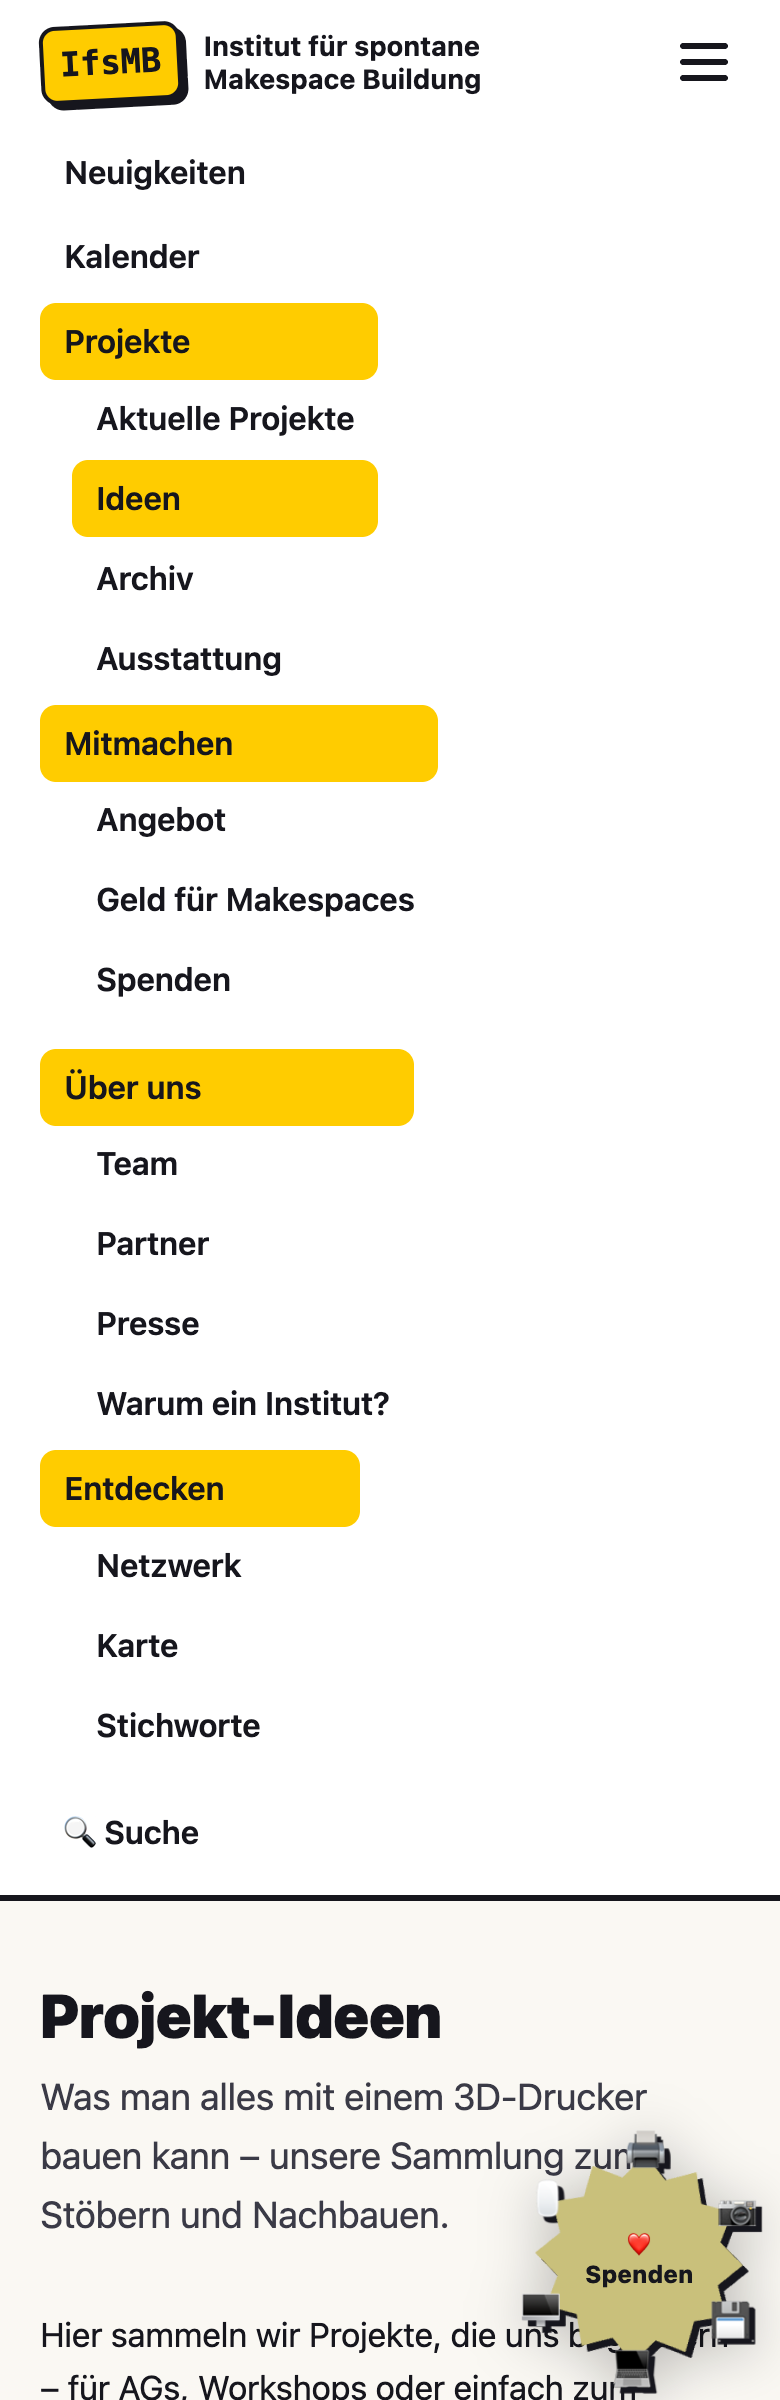 IfsMB
Institut für spontane
Makespace Buildung
Neuigkeiten
Kalender
Projekte
Aktuelle Projekte
Ideen
Archiv
Ausstattung
Mitmachen
Angebot
Geld für Makespaces
Spenden
Über uns
Team
Partner
Presse
Warum ein Institut?
Entdecken
Netzwerk
Karte
Stichworte
Suche
Projekt-Ideen
Was man alles mit einem 3D-Drucker
bauen kann – unsere Sammlung zum
Stöbern und Nachbauen.
Spenden
Hier sammeln wir Projekte, die uns
– für AGs, Workshops oder einfach zum